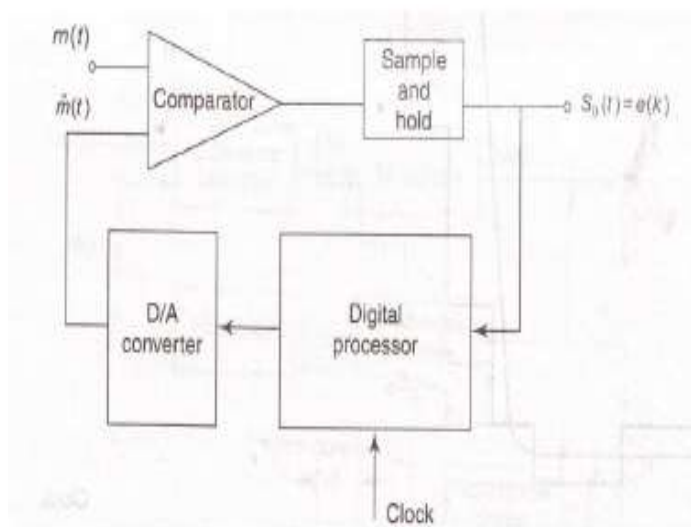 m(t)
m̂(t)
Comparator
Sample
and
hold
S₀(t) = e(k)
D/A
converter
Digital
processor
Clock